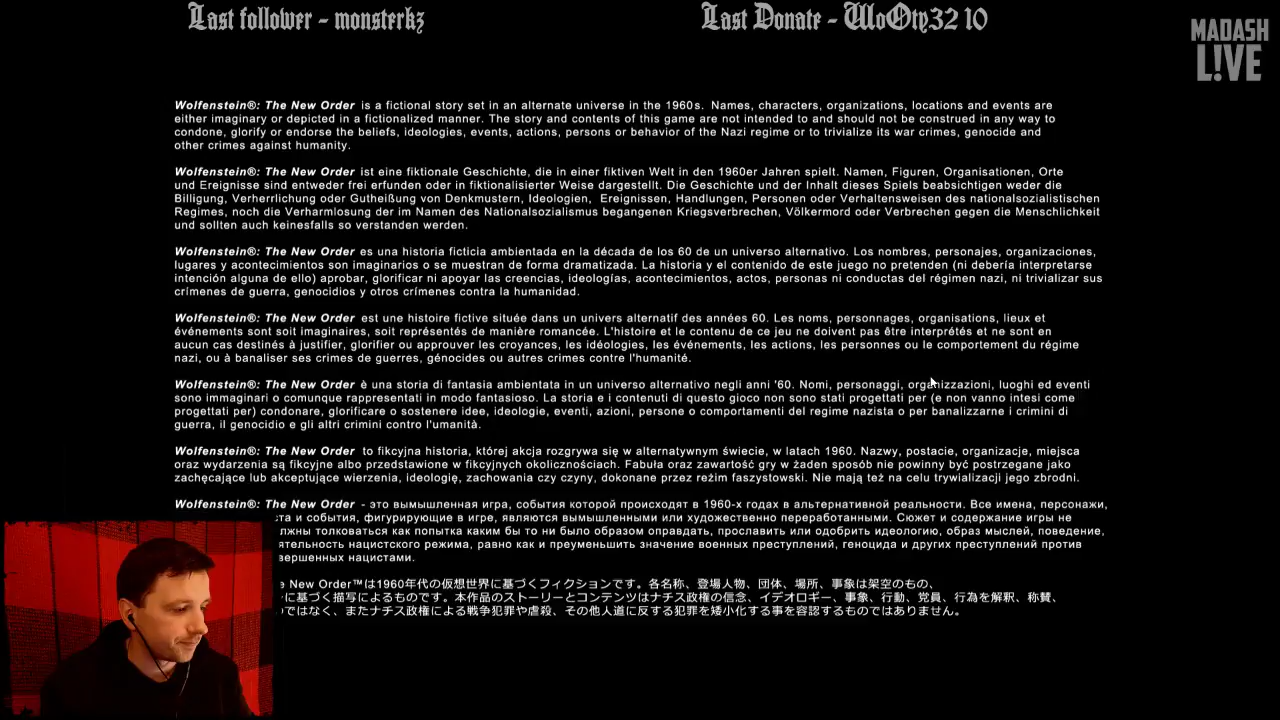 Last follower - monsterkz
Last Donate - WoOty32 10
MADASH
L!VE
Wolfenstein®: The New Order is a fictional story set in an alternate universe in the 1960s. Names, characters, organizations, locations and events are
either imaginary or depicted in a fictionalized manner. The story and contents of this game are not intended to and should not be construed in any way to
condone, glorify or endorse the beliefs, ideologies, events, actions, persons or behavior of the Nazi regime or to trivialize its war crimes, genocide and
other crimes against humanity.
Wolfenstein®: The New Order ist eine fiktionale Geschichte, die in einer fiktiven Welt in den 1960er Jahren spielt. Namen, Figuren, Organisationen, Orte
und Ereignisse sind entweder frei erfunden oder in fiktionalisierter Weise dargestellt. Die Geschichte und der Inhalt dieses Spiels beabsichtigen weder die
Billigung, Verherrlichung oder Gutheißung von Denkmustern, Ideologien, Ereignissen, Handlungen, Personen oder Verhaltensweisen des nationalsozialistischen
Regimes, noch die Verharmlosung der im Namen des Nationalsozialismus begangenen Kriegsverbrechen, Völkermord oder Verbrechen gegen die Menschlichkeit
und sollten auch keinesfalls so verstanden werden.
Wolfenstein®: The New Order es una historia ficticia ambientada en la década de los 60 de un universo alternativo. Los nombres, personajes, organizaciones,
lugares y acontecimientos son imaginarios o se muestran de forma dramatizada. La historia y el contenido de este juego no pretenden (ni debería interpretarse
intención alguna de ello) aprobar, glorificar ni apoyar las creencias, ideologías, acontecimientos, actos, personas ni conductas del régimen nazi, ni trivializar sus
crímenes de guerra, genocidios y otros crímenes contra la humanidad.
Wolfenstein®: The New Order est une histoire fictive située dans un univers alternatif des années 60. Les noms, personnages, organisations, lieux et
événements sont soit imaginaires, soit représentés de manière romancée. L'histoire et le contenu de ce jeu ne doivent pas être interprétés et ne sont en
aucun cas destinés à justifier, glorifier ou approuver les croyances, les idéologies, les événements, les actions, les personnes ou le comportement du régime
nazi, ou à banaliser ses crimes de guerres, génocides ou autres crimes contre l'humanité.
Wolfenstein®: The New Order è una storia di fantasia ambientata in un universo alternativo negli anni '60. Nomi, personaggi, organizzazioni, luoghi ed eventi
sono immaginari o comunque rappresentati in modo fantasioso. La storia e i contenuti di questo gioco non sono stati progettati per (e non vanno intesi come
progettati per) condonare, glorificare o sostenere idee, ideologie, eventi, azioni, persone o comportamenti del regime nazista o per banalizzarne i crimini di
guerra, il genocidio e gli altri crimini contro l'umanità.
Wolfenstein®: The New Order to fikcyjna historia, której akcja rozgrywa się w alternatywnym świecie, w latach 1960. Nazwy, postacie, organizacje, miejsca
oraz wydarzenia są fikcyjne albo przedstawione w fikcyjnych okolicznościach. Fabuła oraz zawartość gry w żaden sposób nie powinny być postrzegane jako
zachęcające lub akceptujące wierzenia, ideologię, zachowania czy czyny, dokonane przez reżim faszystowski. Nie mają też na celu trywializacji jego zbrodni.
Wolfenstein®: The New Order - это вымышленная игра, события которой происходят в 1960-х годах в альтернативной реальности. Все имена, персонажи,
ста и события, фигурирующие в игре, являются вымышленными или художественно переработанными. Сюжет и содержание игры не
лжны толковаться как попытка каким бы то ни было образом оправдать, прославить или одобрить идеологию, образ мыслей, поведение,
ятельность нацистского режима, равно как и преуменьшить значение военных преступлений, геноцида и других преступлений против
вершенных нацистами.
e New Order™は1960年代の仮想世界に基づくフィクションです。各名称、登場人物、団体、場所、事象は架空のもの、
に基づく描写によるものです。本作品のストーリーとコンテンツはナチス政権の信念、イデオロギー、事象、行動、党員、行為を解釈、称賛、
のではなく、またナチス政権による戦争犯罪や虐殺、その他人道に反する犯罪を矮小化する事を容認するものではありません。